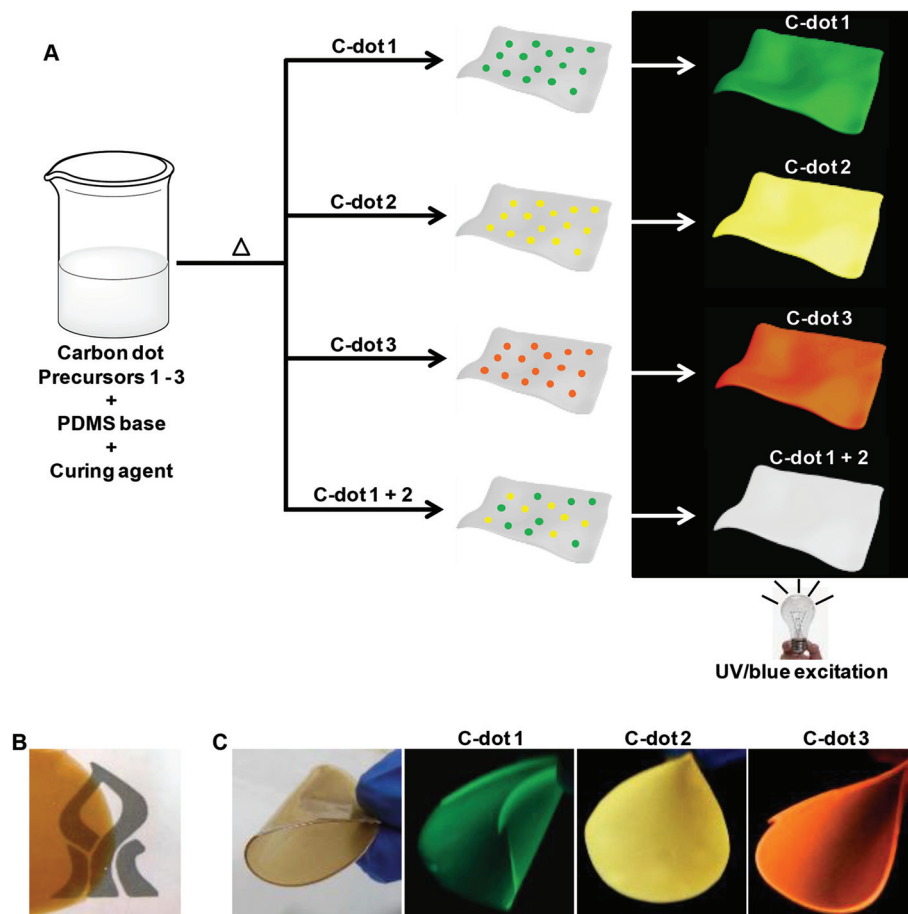 A
C-dot 1
C-dot 1
C-dot 2
C-dot 2
Δ
C-dot 3
C-dot 3
Carbon dot
Precursors 1 - 3
+
PDMS base
+
Curing agent
C-dot 1 + 2
C-dot 1 + 2
UV/blue excitation
B
C
C-dot 1
C-dot 2
C-dot 3